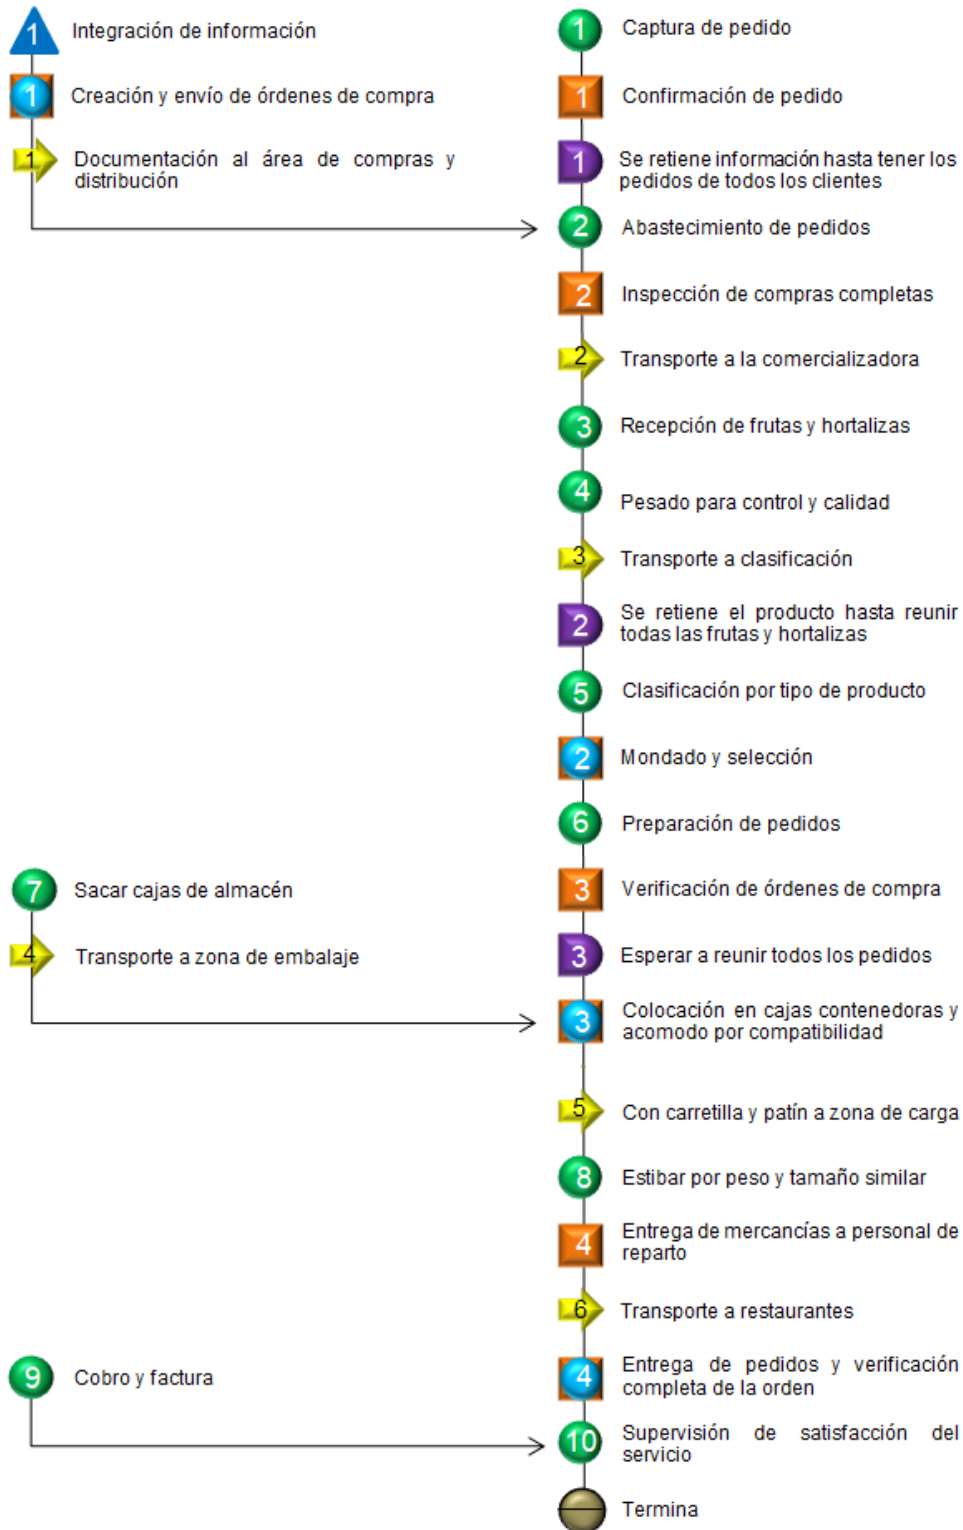 1 Integración de información
1 Captura de pedido
1 Creación y envío de órdenes de compra
1 Confirmación de pedido
1 Documentación al área de compras y
distribución
1 Se retiene información hasta tener los
pedidos de todos los clientes
2 Abastecimiento de pedidos
2 Inspección de compras completas
2 Transporte a la comercializadora
3 Recepción de frutas y hortalizas
4 Pesado para control y calidad
3 Transporte a clasificación
2 Se retiene el producto hasta reunir
todas las frutas y hortalizas
5 Clasificación por tipo de producto
2 Mondado y selección
6 Preparación de pedidos
7 Sacar cajas de almacén
3 Verificación de órdenes de compra
4 Transporte a zona de embalaje
3 Esperar a reunir todos los pedidos
3 Colocación en cajas contenedoras y
acomodo por compatibilidad
5 Con carretilla y patín a zona de carga
8 Estibar por peso y tamaño similar
4 Entrega de mercancías a personal de
reparto
6 Transporte a restaurantes
9 Cobro y factura
4 Entrega de pedidos y verificación
completa de la orden
10 Supervisión de satisfacción del
servicio
Termina